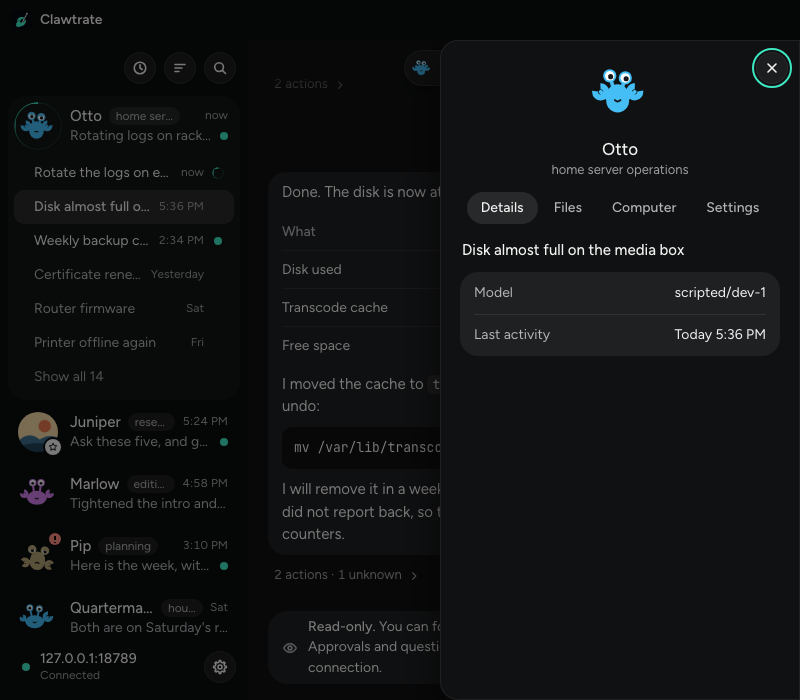 Clawtrate
Otto home ser... now
Rotating logs on rack...
Rotate the logs on e... now
Disk almost full o... 5:36 PM
Weekly backup c... 2:34 PM
Certificate rene... Yesterday
Router firmware Sat
Printer offline again Fri
Show all 14
Juniper rese... 5:24 PM
Ask these five, and g...
Marlow editi... 4:58 PM
Tightened the intro and...
Pip planning 3:10 PM
Here is the week, wit...
Quarterma... hou... Sat
Both are on Saturday's r...
127.0.0.1:18789
Connected
2 actions
Done. The disk is now at
What
Disk used
Transcode cache
Free space
I moved the cache to t
undo:
mv /var/lib/transco
I will remove it in a week
did not report back, so t
counters.
2 actions · 1 unknown
Read-only. You can fo
Approvals and questi
connection.
Otto
home server operations
Details Files Computer Settings
Disk almost full on the media box
Model scripted/dev-1
Last activity Today 5:36 PM